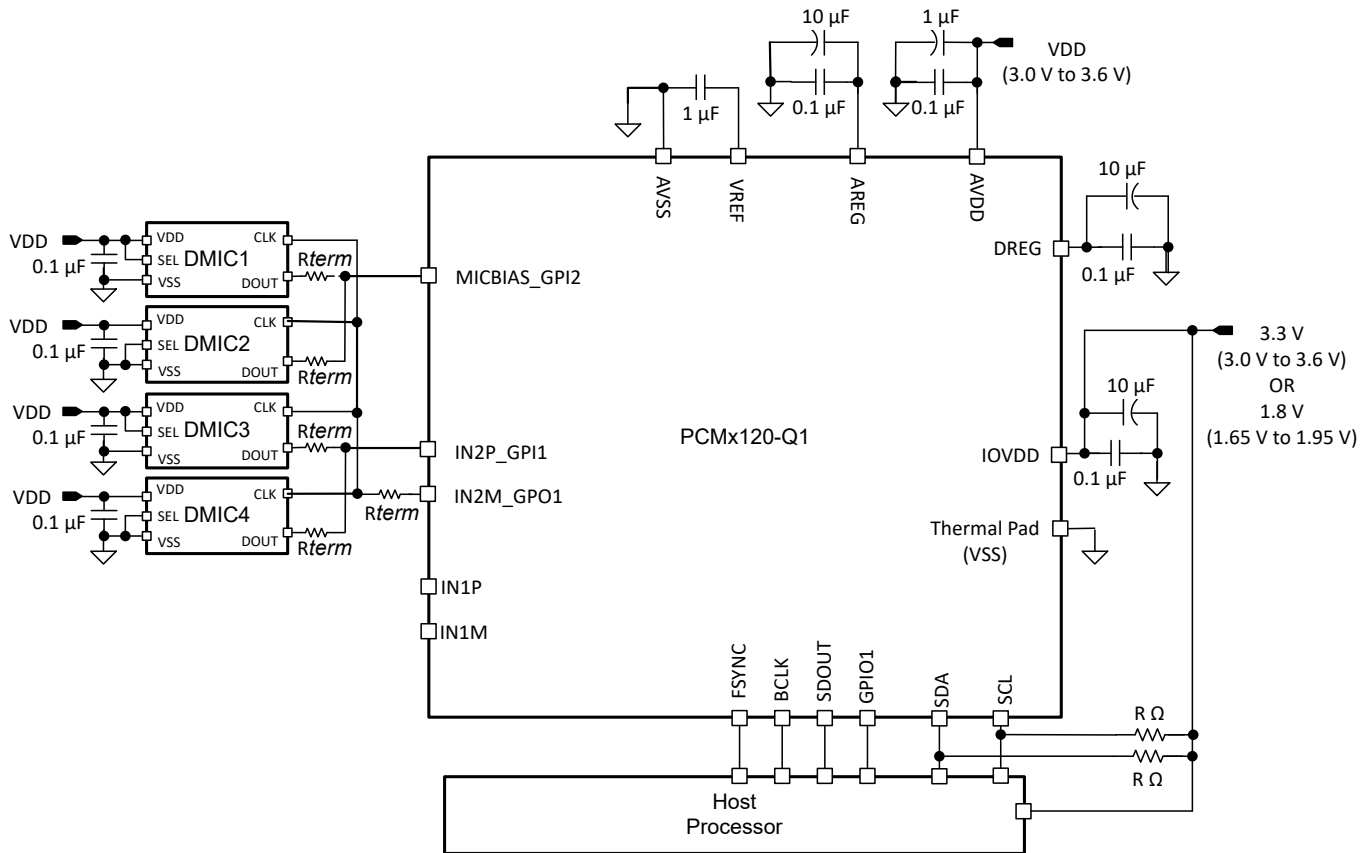 10 µF
1 µF
VDD
(3.0 V to 3.6 V)
0.1 µF
0.1 µF
1 µF
AVSS
VREF
AREG
AVDD
10 µF
DREG
0.1 µF
VDD
0.1 µF
VDD
SEL
VSS
DMIC1
CLK
DOUT
Rterm
MICBIAS_GPI2
VDD
0.1 µF
VDD
SEL
VSS
DMIC2
CLK
DOUT
Rterm
VDD
0.1 µF
VDD
SEL
VSS
DMIC3
CLK
DOUT
Rterm
IN2P_GPI1
VDD
0.1 µF
VDD
SEL
VSS
DMIC4
CLK
DOUT
Rterm
Rterm
IN2M_GPO1
IN1P
IN1M
PCMx120-Q1
3.3 V
(3.0 V to 3.6 V)
OR
1.8 V
(1.65 V to 1.95 V)
10 µF
IOVDD
0.1 µF
Thermal Pad
(VSS)
FSYNC
BCLK
SDOUT
GPIO1
SDA
SCL
R Ω
R Ω
Host
Processor